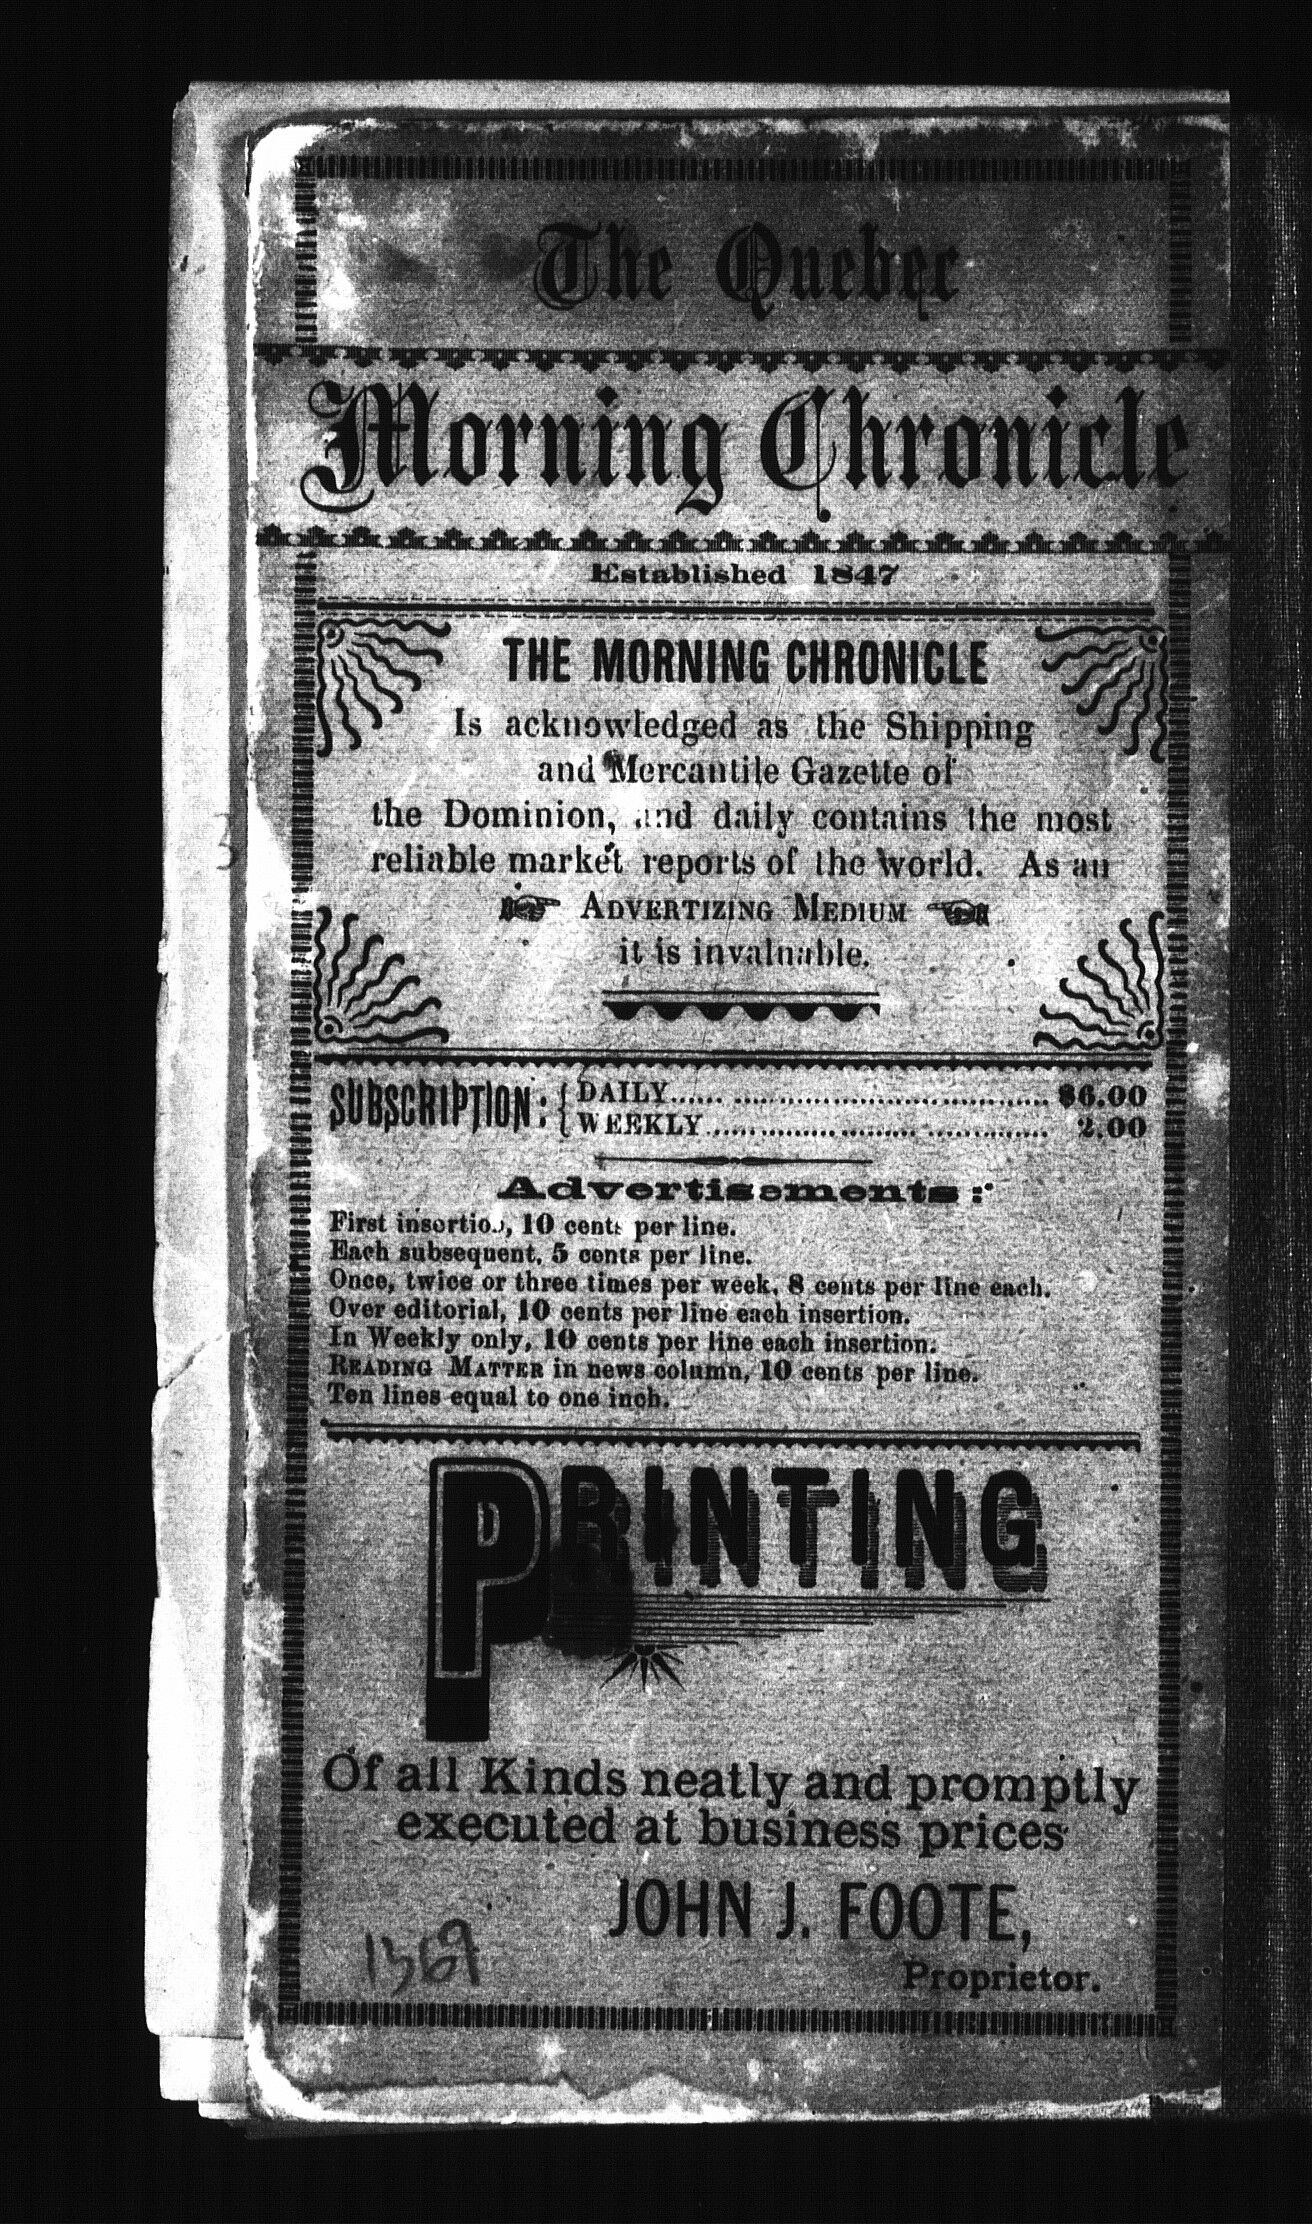 The Quebec
Morning Chronicle
Established 1847
THE MORNING CHRONICLE
Is acknowledged as the Shipping
and Mercantile Gazette of
the Dominion, and daily contains the most
reliable market reports of the world. As an
ADVERTIZING MEDIUM
it is invaluable.
SUBSCRIPTION: { DAILY........ $6.00
WEEKLY........ 2.00
Advertisements:
First insertion, 10 cents per line.
Each subsequent, 5 cents per line.
Once, twice or three times per week, 8 cents per line each.
Over editorial, 10 cents per line each insertion.
In Weekly only, 10 cents per line each insertion.
READING MATTER in news column, 10 cents per line.
Ten lines equal to one inch.
PRINTING
Of all Kinds neatly and promptly
executed at business prices
JOHN J. FOOTE,
Proprietor.
1369
3